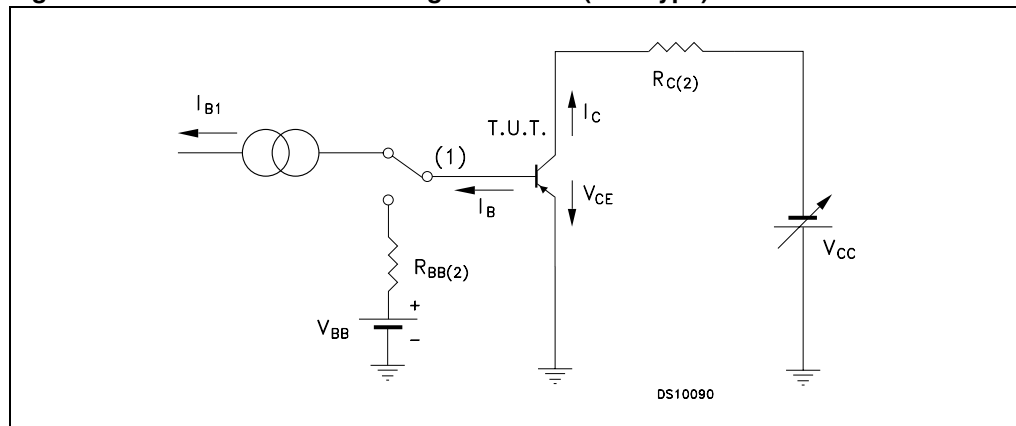 I_B1
T.U.T.
I_C
R_C(2)
(1)
I_B
V_CE
R_BB(2)
V_BB
+
−
V_CC
DS10090